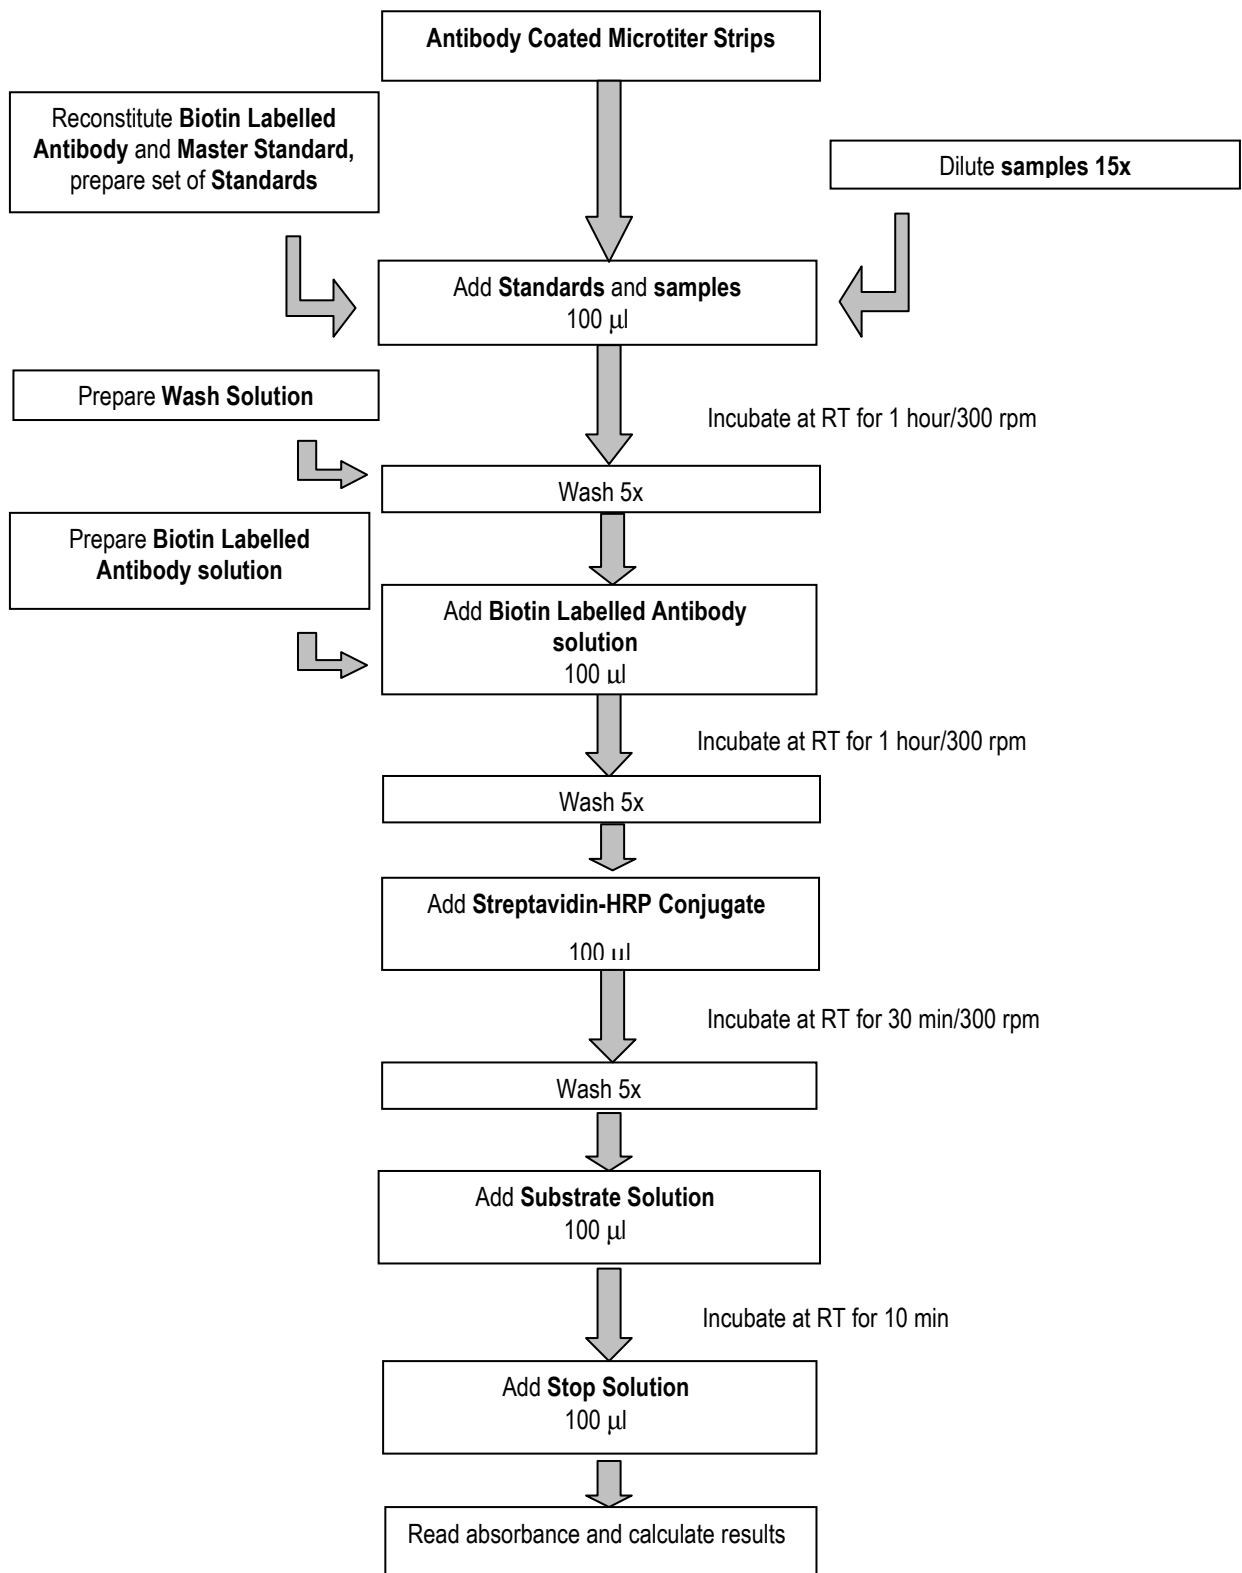 Antibody Coated Microtiter Strips
Reconstitute Biotin Labelled
Antibody and Master Standard,
prepare set of Standards
Dilute samples 15x
Add Standards and samples
100 µl
Prepare Wash Solution
Incubate at RT for 1 hour/300 rpm
Wash 5x
Prepare Biotin Labelled
Antibody solution
Add Biotin Labelled Antibody
solution
100 µl
Incubate at RT for 1 hour/300 rpm
Wash 5x
Add Streptavidin-HRP Conjugate
100 µl
Incubate at RT for 30 min/300 rpm
Wash 5x
Add Substrate Solution
100 µl
Incubate at RT for 10 min
Add Stop Solution
100 µl
Read absorbance and calculate results